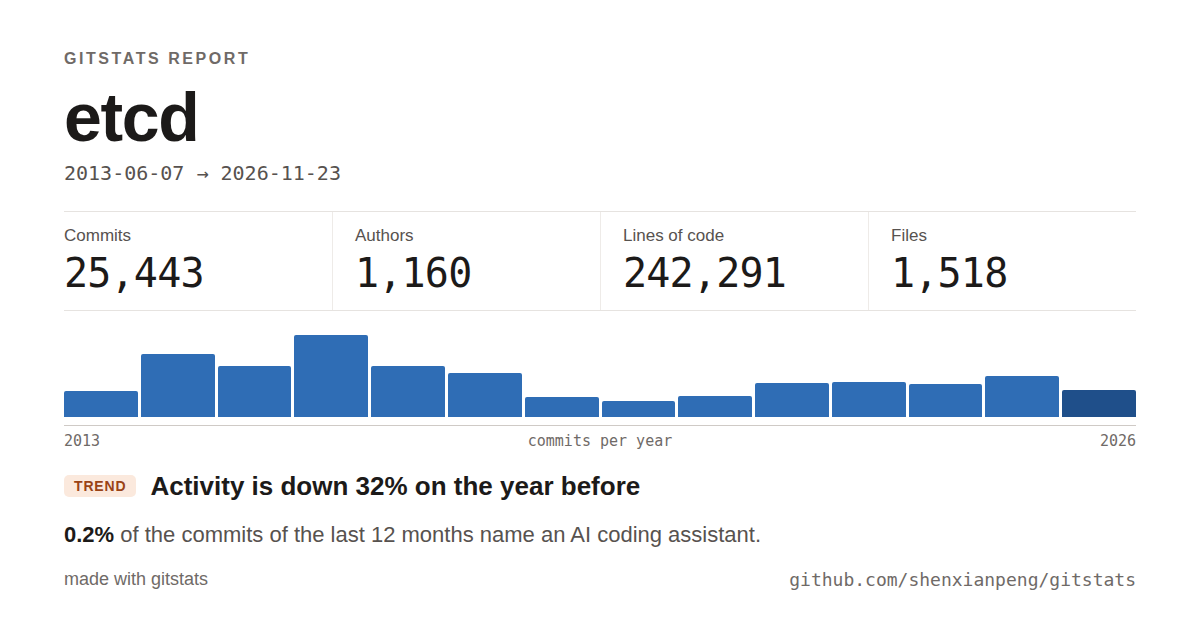 GITSTATS REPORT
etcd
2013-06-07 → 2026-11-23
Commits
25,443
Authors
1,160
Lines of code
242,291
Files
1,518
2013
commits per year
2026
TREND Activity is down 32% on the year before
0.2% of the commits of the last 12 months name an AI coding assistant.
made with gitstats
github.com/shenxianpeng/gitstats